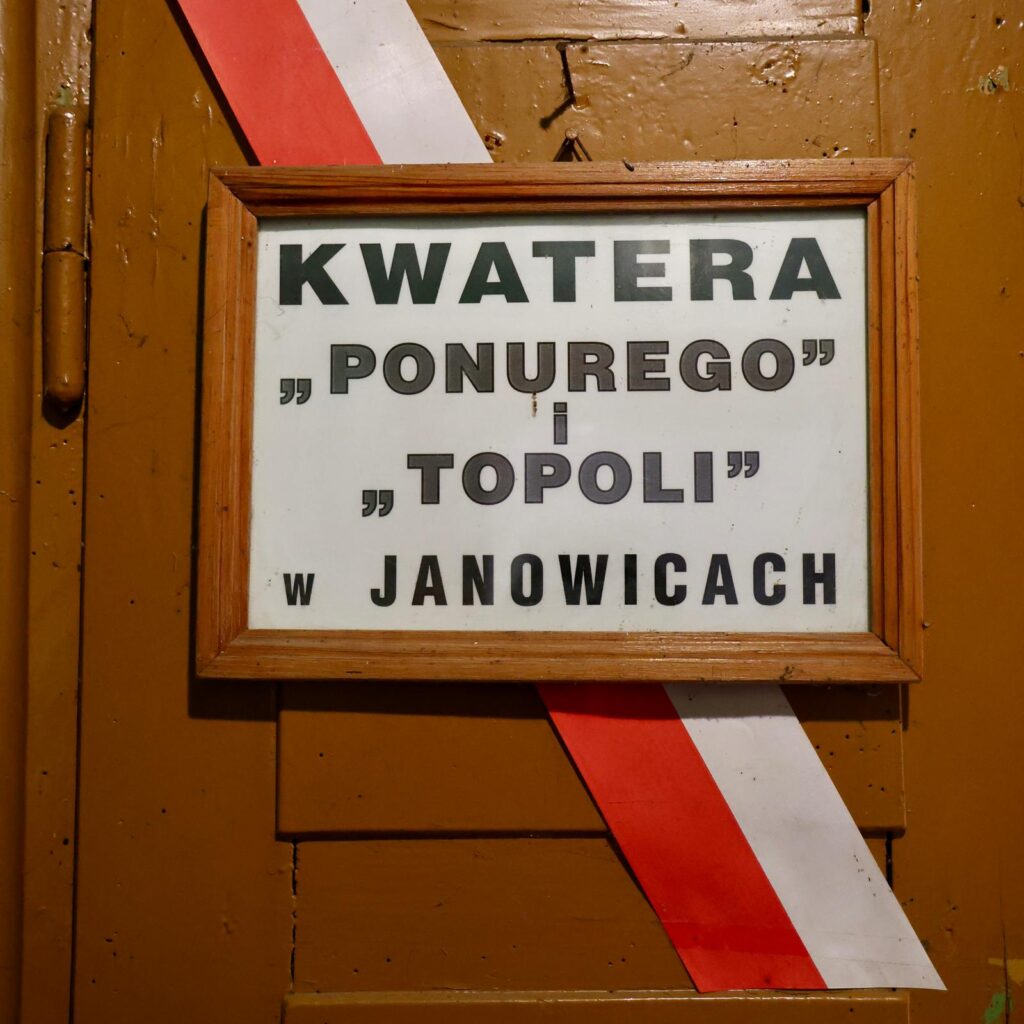 KWATERA
„PONUREGO”
i
„TOPOLI”
w JANOWICACH